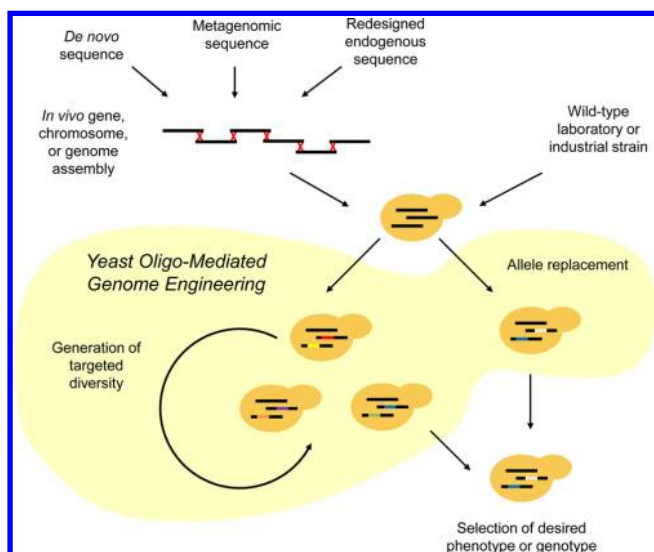 De novo
sequence
Metagenomic
sequence
Redesigned
endogenous
sequence
In vivo gene,
chromosome,
or genome
assembly
Wild-type
laboratory or
industrial strain
Yeast Oligo-Mediated
Genome Engineering
Allele replacement
Generation of
targeted
diversity
Selection of desired
phenotype or genotype